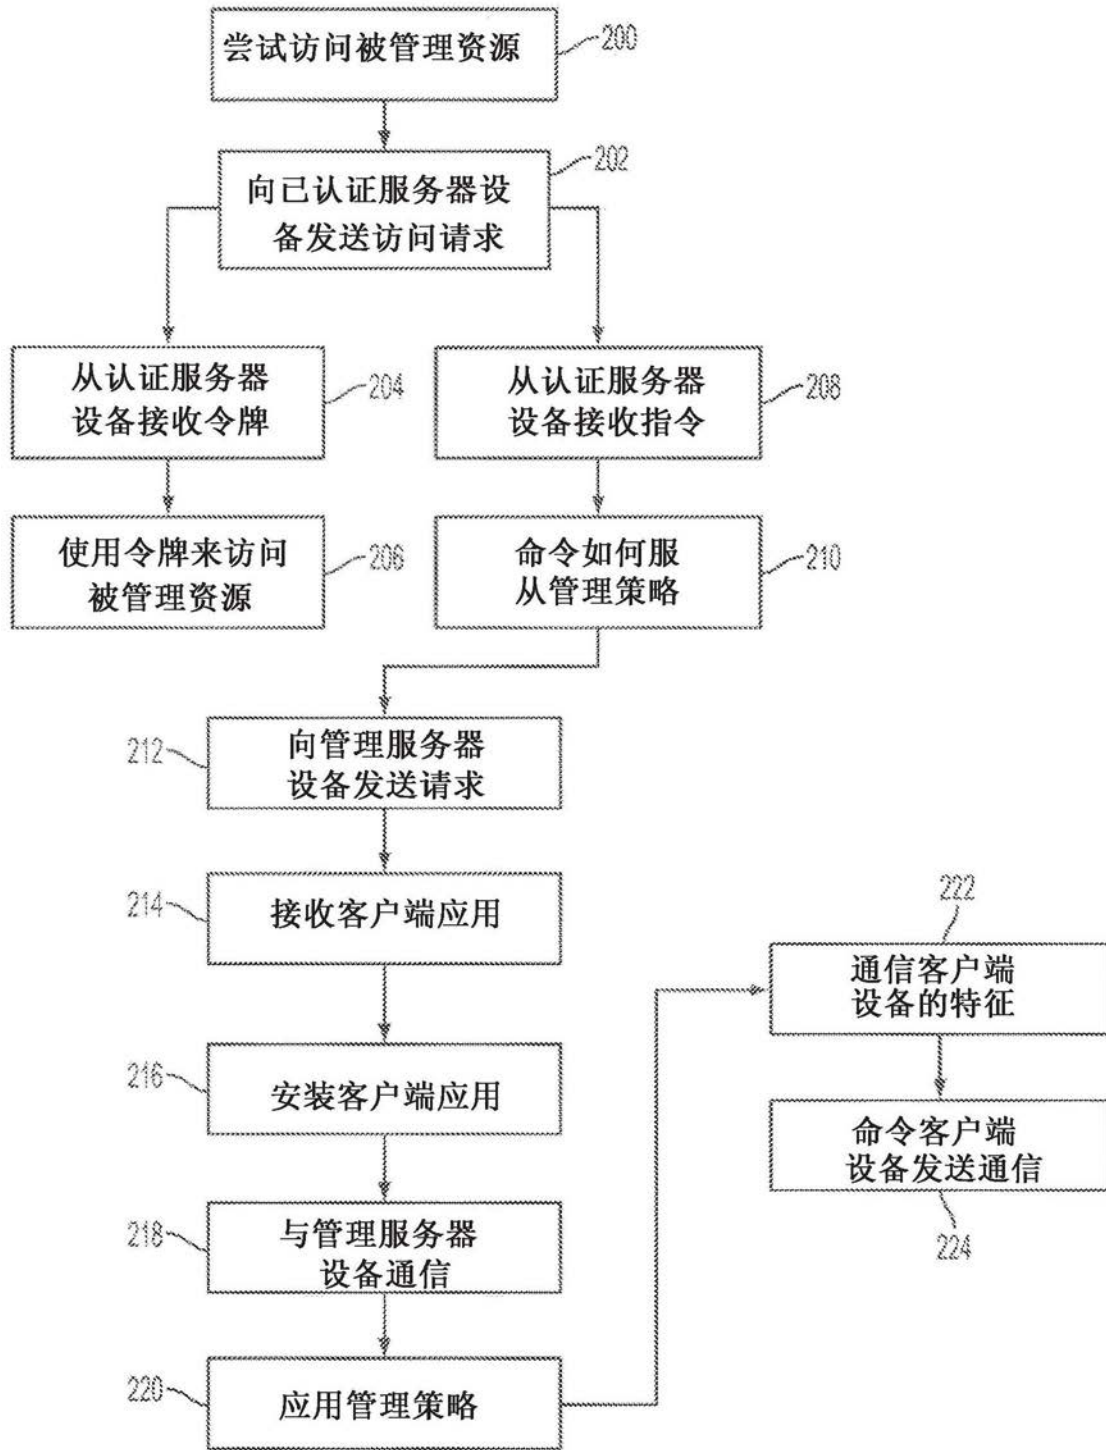 尝试访问被管理资源
200
202
向已认证服务器设
备发送访问请求
从认证服务器
设备接收令牌
204
从认证服务器
设备接收指令
208
使用令牌来访问
被管理资源
206
命令如何服
从管理策略
210
212
向管理服务器
设备发送请求
214
接收客户端应用
222
通信客户端
设备的特征
216
安装客户端应用
命令客户端
设备发送通信
224
218
与管理服务器
设备通信
220
应用管理策略